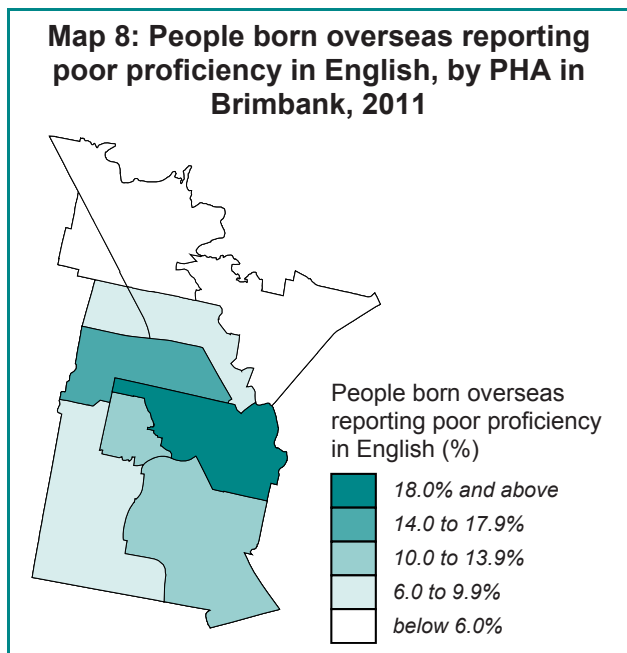 Map 8: People born overseas reporting
poor proficiency in English, by PHA in
Brimbank, 2011
People born overseas
reporting poor proficiency
in English (%)
18.0% and above
14.0 to 17.9%
10.0 to 13.9%
6.0 to 9.9%
below 6.0%